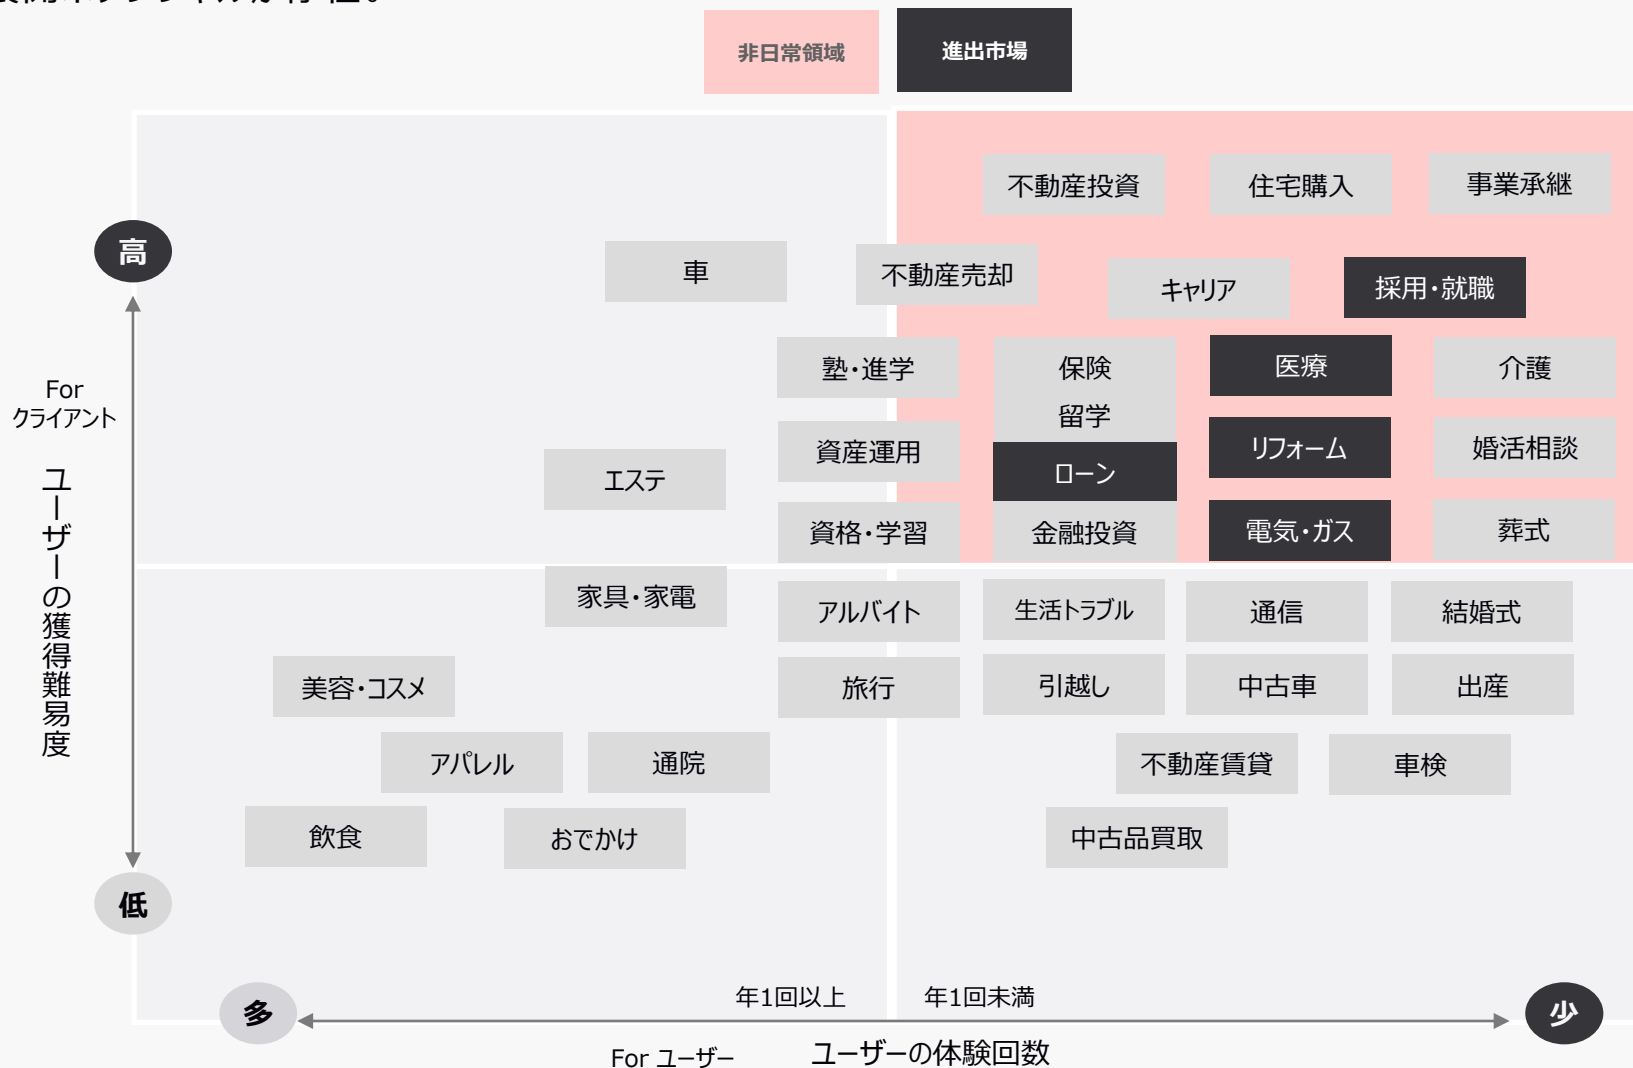 非日常領域
進出市場
不動産投資
住宅購入
事業承継
高
車
不動産売却
キャリア
採用・就職
塾・進学
保険
医療
介護
For
クライアント
留学
資産運用
リフォーム
婚活相談
エステ
ローン
ユーザーの獲得難易度
資格・学習
金融投資
電気・ガス
葬式
家具・家電
アルバイト
生活トラブル
通信
結婚式
美容・コスメ
旅行
引越し
中古車
出産
アパレル
通院
不動産賃貸
車検
飲食
おでかけ
中古品買取
低
年1回以上
年1回未満
多
少
For ユーザー
ユーザーの体験回数